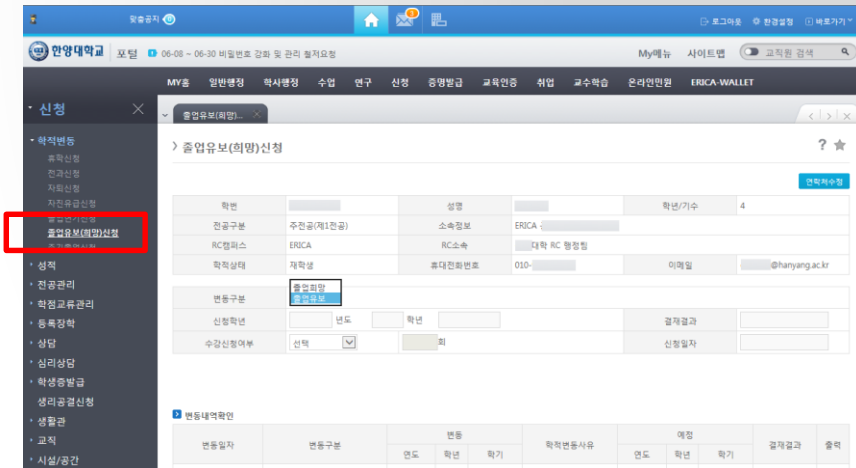 맞춤공지
3
로그아웃 환경설정 바로가기
한양대학교 포털 06-08 ~ 06-30 비밀번호 강화 및 관리 철저요청
My메뉴 사이트맵 교직원 검색
MY홈 일반행정 학사행정 수업 연구 신청 증명발급 교육인증 취업 교수학습 온라인민원 ERICA-WALLET
신청
졸업유보(희망)...
학적변동
휴학신청
전과신청
자퇴신청
자진유급신청
졸업유보(희망)신청
성적
전공관리
학점교류관리
등록장학
상담
심리상담
학생증발급
생리공결신청
생활관
교직
시설/공간
졸업유보(희망)신청
연락처수정
학번 성명 학년/기수 4
전공구분 주전공(제1전공) 소속정보 ERICA
RC캠퍼스 ERICA RC소속 대학 RC 행정팀
학적상태 재학생 휴대전화번호 010- 이메일 @hanyang.ac.kr
변동구분 졸업희망
졸업유보
신청학년 년도 학년 결재결과
수강신청여부 선택 회 신청일자
변동내역확인
변동일자 변동구분 변동 학적변동사유 예정 결재결과 출력
연도 학년 학기 연도 학년 학기